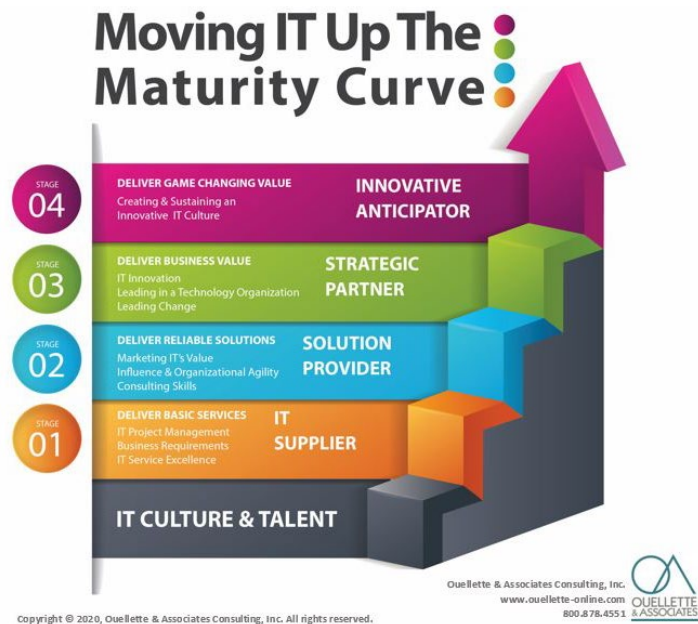 Moving IT Up The
Maturity Curve
STAGE
04
DELIVER GAME CHANGING VALUE
Creating & Sustaining an
Innovative IT Culture
INNOVATIVE
ANTICIPATOR
STAGE
03
DELIVER BUSINESS VALUE
IT Innovation
Leading in a Technology Organization
Leading Change
STRATEGIC
PARTNER
STAGE
02
DELIVER RELIABLE SOLUTIONS
Marketing IT's Value
Influence & Organizational Agility
Consulting Skills
SOLUTION
PROVIDER
STAGE
01
DELIVER BASIC SERVICES
IT Project Management
Business Requirements
IT Service Excellence
IT
SUPPLIER
IT CULTURE & TALENT
Ouellette & Associates Consulting, Inc.
www.ouellette-online.com
800.878.4551
OUELLETTE
& ASSOCIATES
Copyright © 2020, Ouellette & Associates Consulting, Inc. All rights reserved.